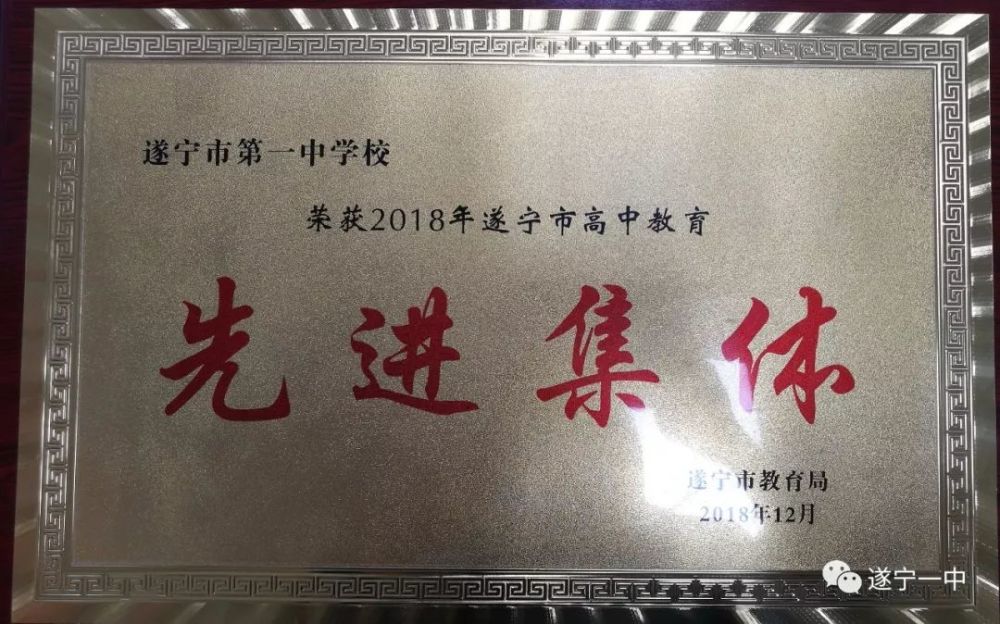 遂宁市第一中学校
荣获2018年遂宁市高中教育
先进集体
遂宁市教育局
2018年12月
遂宁一中